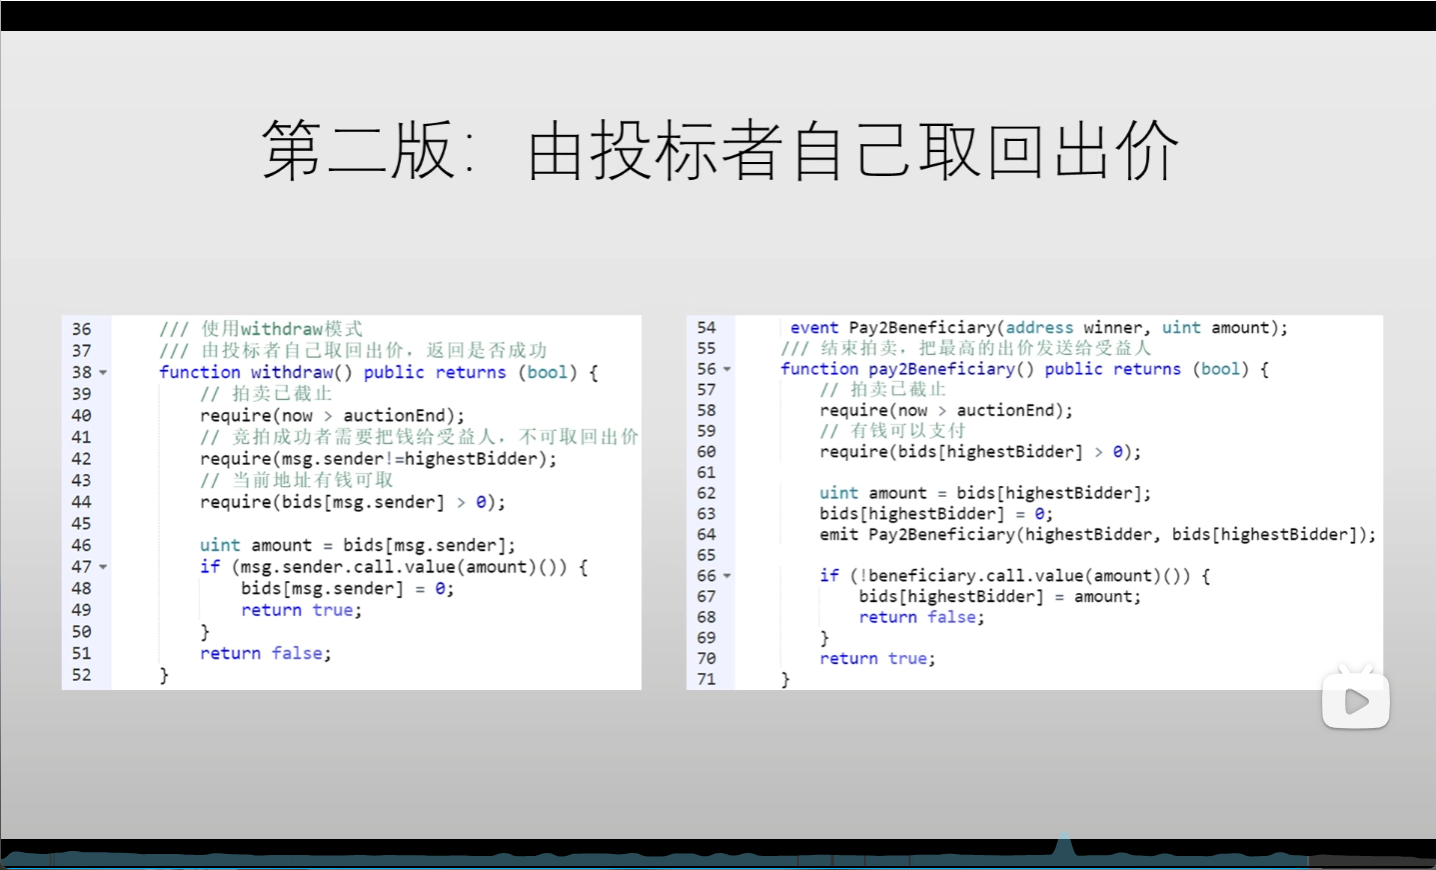 第二版：由投标者自己取回出价
36 /// 使用withdraw模式
37 /// 由投标者自己取回出价，返回是否成功
38 function withdraw() public returns (bool) {
39 // 拍卖已截止
40 require(now > auctionEnd);
41 // 竞拍成功者需要把钱给受益人，不可取回出价
42 require(msg.sender!=highestBidder);
43 // 当前地址有钱可取
44 require(bids[msg.sender] > 0);
45
46 uint amount = bids[msg.sender];
47 if (msg.sender.call.value(amount)()) {
48 bids[msg.sender] = 0;
49 return true;
50 }
51 return false;
52 }
54 event Pay2Beneficiary(address winner, uint amount);
55 /// 结束拍卖，把最高的出价发送给受益人
56 function pay2Beneficiary() public returns (bool) {
57 // 拍卖已截止
58 require(now > auctionEnd);
59 // 有钱可以支付
60 require(bids[highestBidder] > 0);
61
62 uint amount = bids[highestBidder];
63 bids[highestBidder] = 0;
64 emit Pay2Beneficiary(highestBidder, bids[highestBidder]);
65
66 if (!beneficiary.call.value(amount)()) {
67 bids[highestBidder] = amount;
68 return false;
69 }
70 return true;
71 }